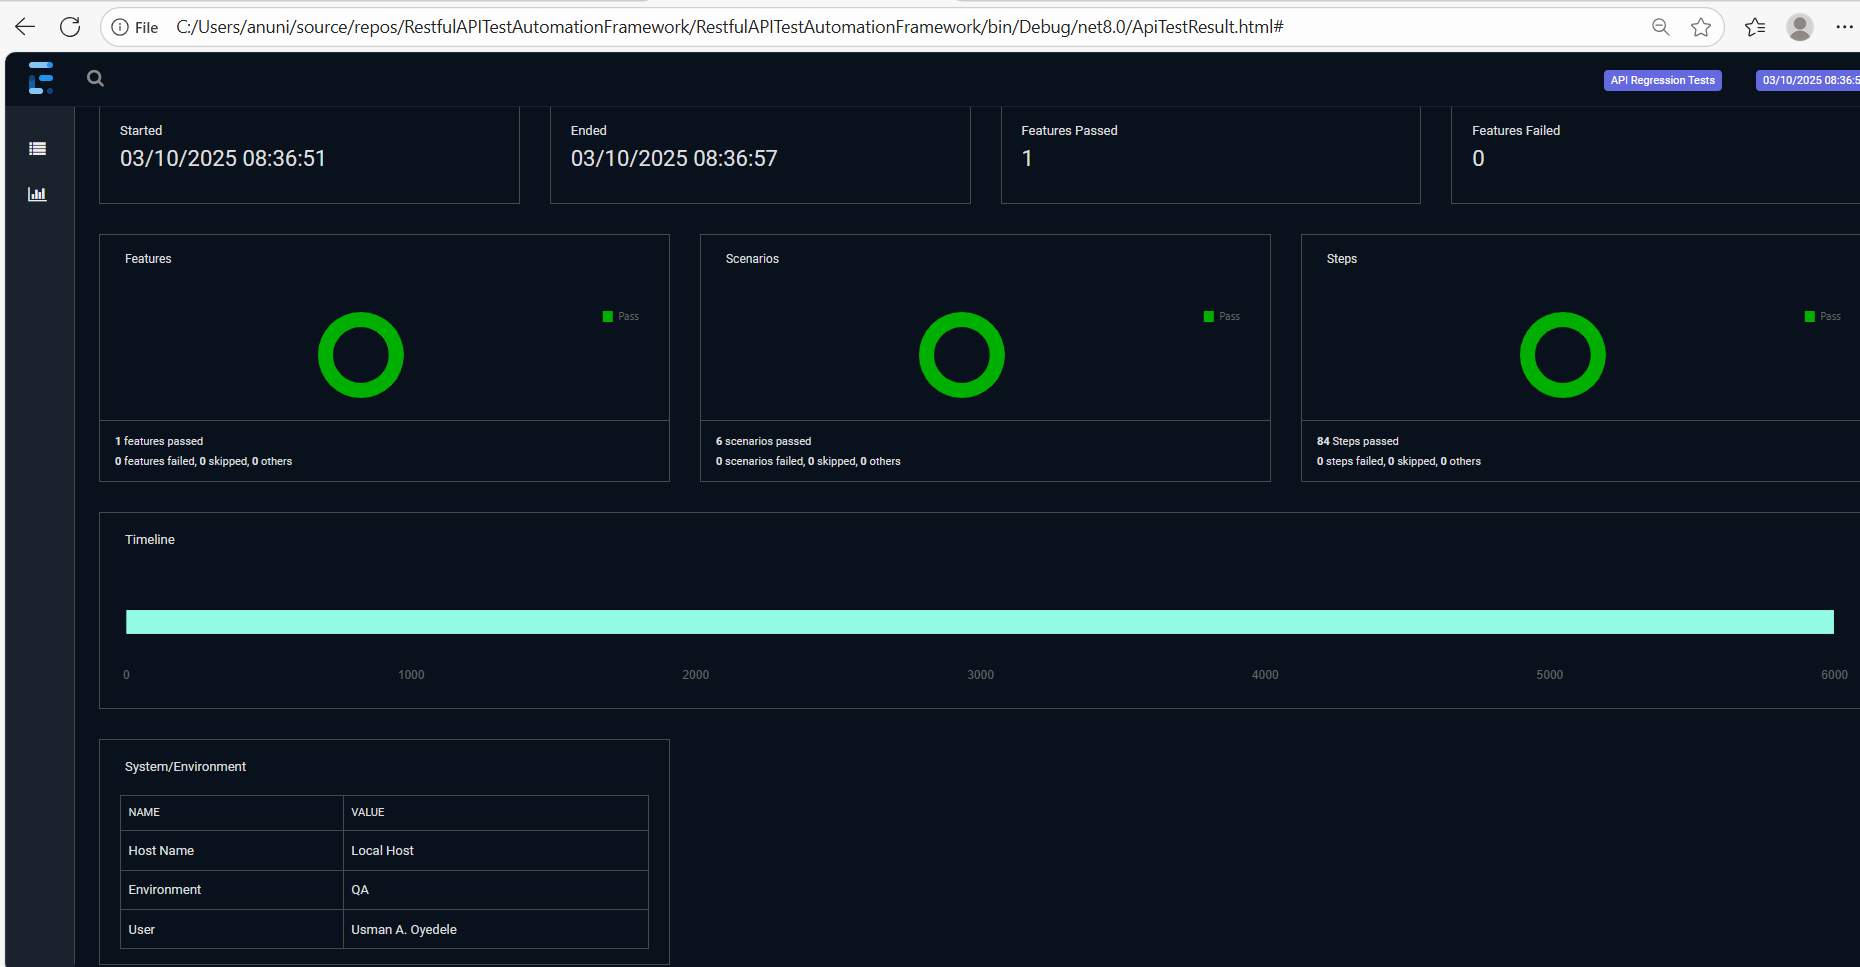 File C:/Users/anuni/source/repos/RestfulAPITestAutomationFramework/RestfulAPITestAutomationFramework/bin/Debug/net8.0/ApiTestResult.html#
API Regression Tests 03/10/2025 08:36:5
Started Ended Features Passed Features Failed
03/10/2025 08:36:51 03/10/2025 08:36:57 1 0
Features Scenarios Steps
Pass Pass Pass
1 features passed 6 scenarios passed 84 Steps passed
0 features failed, 0 skipped, 0 others 0 scenarios failed, 0 skipped, 0 others 0 steps failed, 0 skipped, 0 others
Timeline
0 1000 2000 3000 4000 5000 6000
System/Environment
NAME VALUE
Host Name Local Host
Environment QA
User Usman A. Oyedele